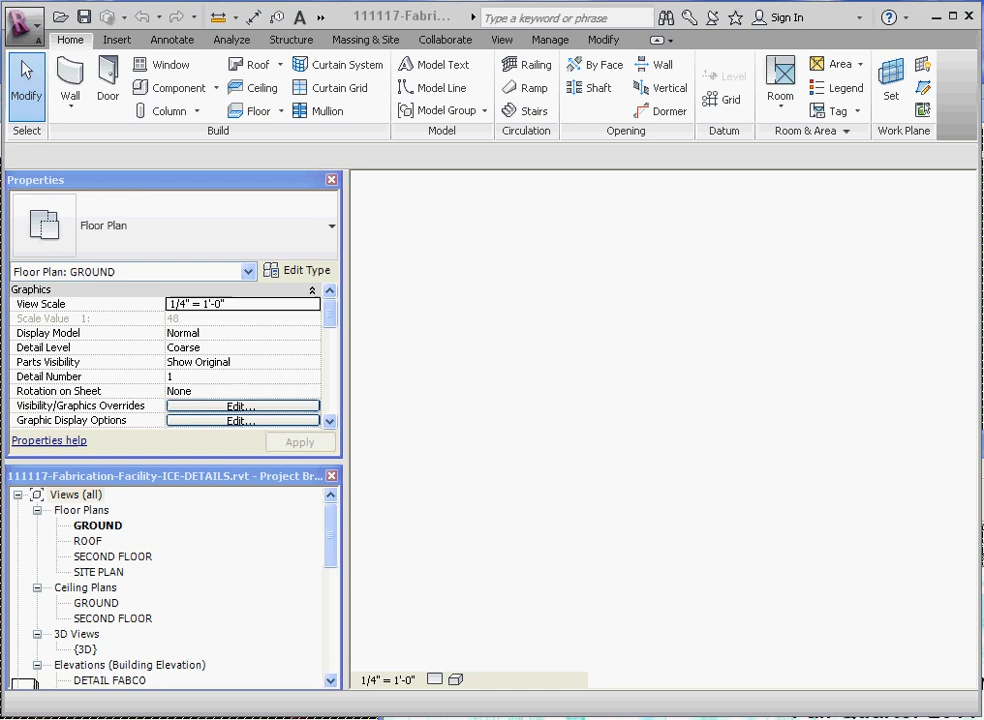 111117-Fabri... Type a keyword or phrase Sign In
Home Insert Annotate Analyze Structure Massing & Site Collaborate View Manage Modify
Modify Wall Door Window Roof Curtain System Model Text Railing By Face Wall Level Room Area Set
Component Ceiling Curtain Grid Model Line Ramp Shaft Vertical Grid Legend
Column Floor Mullion Model Group Stairs Dormer Tag
Select Build Model Circulation Opening Datum Room & Area Work Plane
Properties
Floor Plan
Floor Plan: GROUND Edit Type
Graphics
View Scale 1/4" = 1'-0"
Scale Value 1: 48
Display Model Normal
Detail Level Coarse
Parts Visibility Show Original
Detail Number 1
Rotation on Sheet None
Visibility/Graphics Overrides Edit...
Graphic Display Options Edit...
Properties help Apply
111117-Fabrication-Facility-ICE-DETAILS.rvt - Project Br...
Views (all)
Floor Plans
GROUND
ROOF
SECOND FLOOR
SITE PLAN
Ceiling Plans
GROUND
SECOND FLOOR
3D Views
{3D}
Elevations (Building Elevation)
DETAIL FABCO
1/4" = 1'-0"